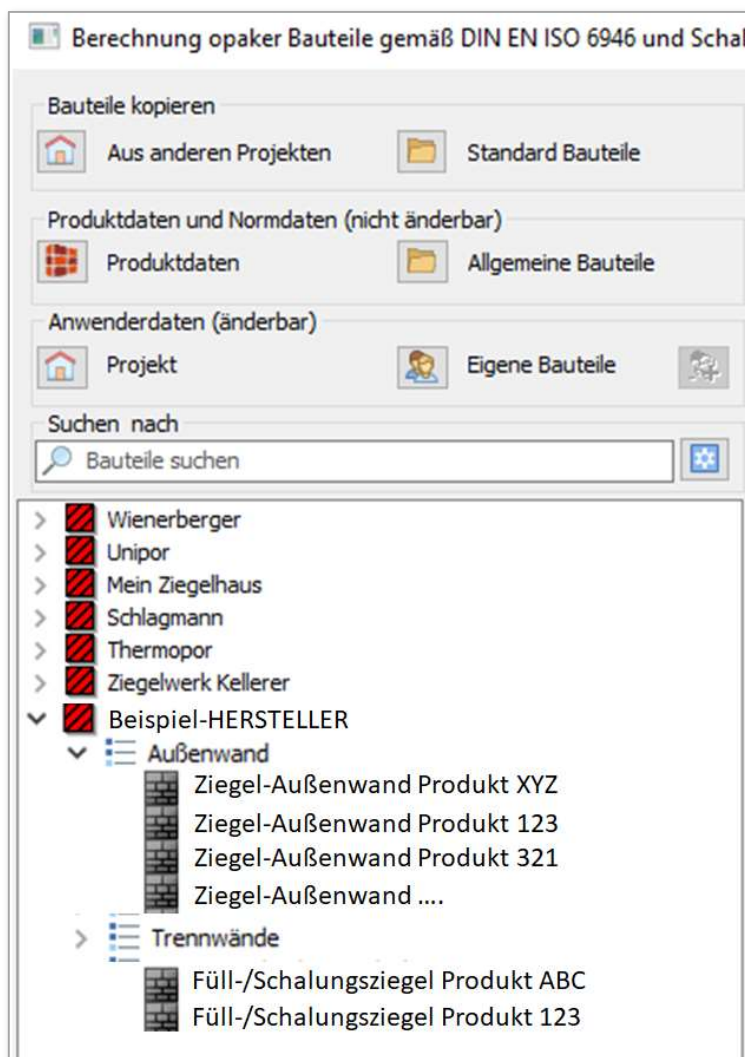 Berechnung opaker Bauteile gemäß DIN EN ISO 6946 und Schal
Bauteile kopieren
Aus anderen Projekten Standard Bauteile
Produktdaten und Normdaten (nicht änderbar)
Produktdaten Allgemeine Bauteile
Anwenderdaten (änderbar)
Projekt Eigene Bauteile
Suchen nach
Bauteile suchen
Wienerberger
Unipor
Mein Ziegelhaus
Schlagmann
Thermopor
Ziegelwerk Kellerer
Beispiel-HERSTELLER
Außenwand
Ziegel-Außenwand Produkt XYZ
Ziegel-Außenwand Produkt 123
Ziegel-Außenwand Produkt 321
Ziegel-Außenwand ....
Trennwände
Füll-/Schalungsziegel Produkt ABC
Füll-/Schalungsziegel Produkt 123